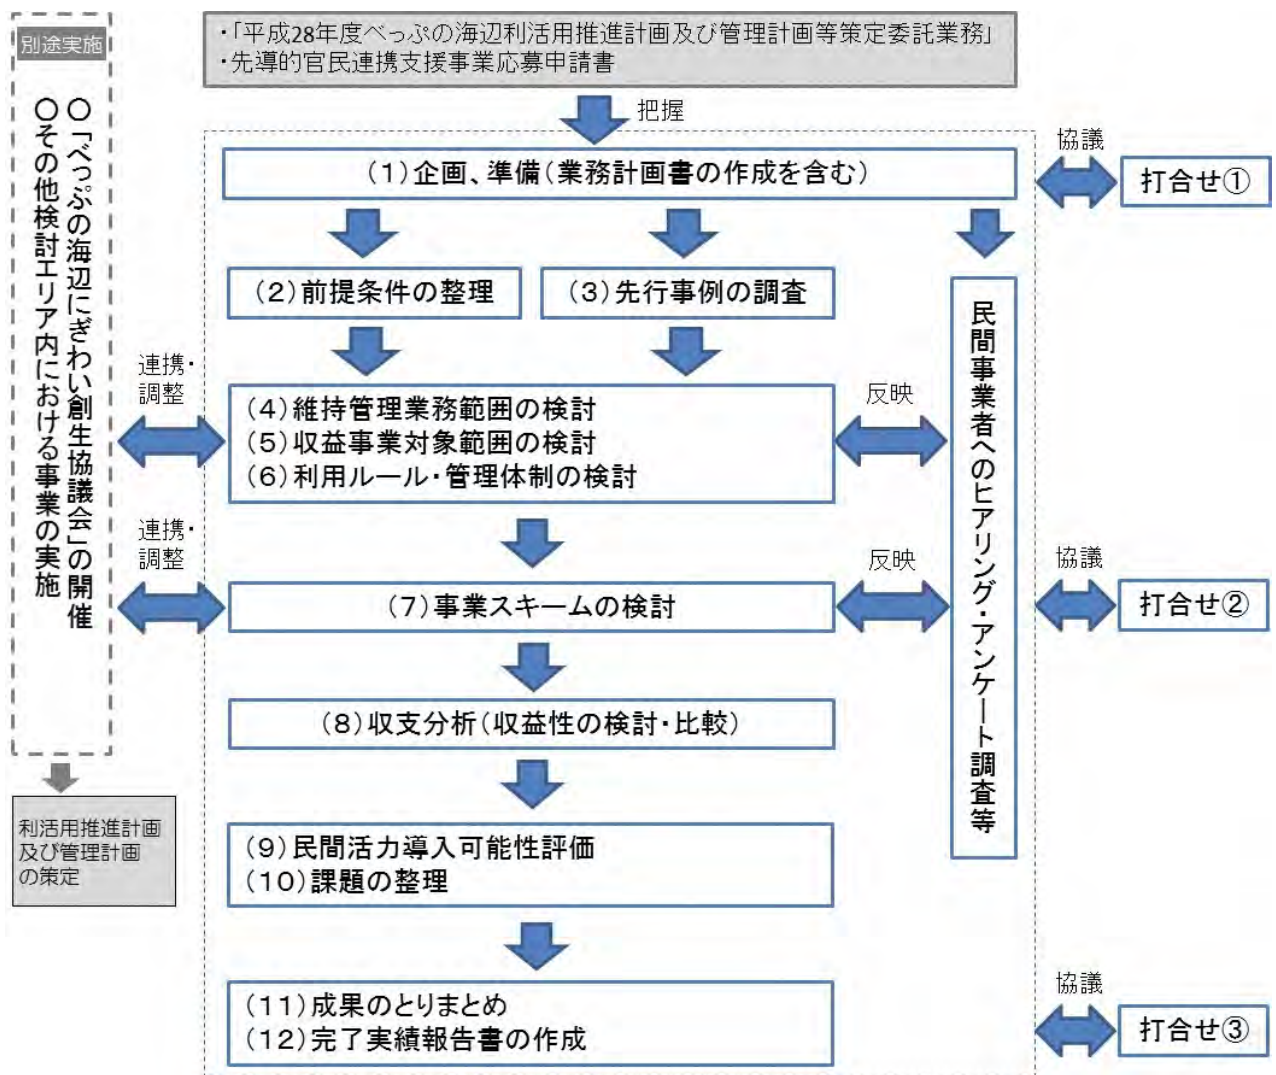 別途実施
○「べっぷの海辺にぎわい創生協議会」の開催
○その他検討エリア内における事業の実施
利活用推進計画
及び管理計画
の策定
・「平成28年度べっぷの海辺利活用推進計画及び管理計画等策定委託業務」
・先導的官民連携支援事業応募申請書
把握
(1)企画、準備(業務計画書の作成を含む)
協議
打合せ①
(2)前提条件の整理
(3)先行事例の調査
連携・
調整
(4)維持管理業務範囲の検討
(5)収益事業対象範囲の検討
(6)利用ルール・管理体制の検討
反映
民間事業者へのヒアリング・アンケート調査等
連携・
調整
(7)事業スキームの検討
反映
協議
打合せ②
(8)収支分析(収益性の検討・比較)
(9)民間活力導入可能性評価
(10)課題の整理
(11)成果のとりまとめ
(12)完了実績報告書の作成
協議
打合せ③